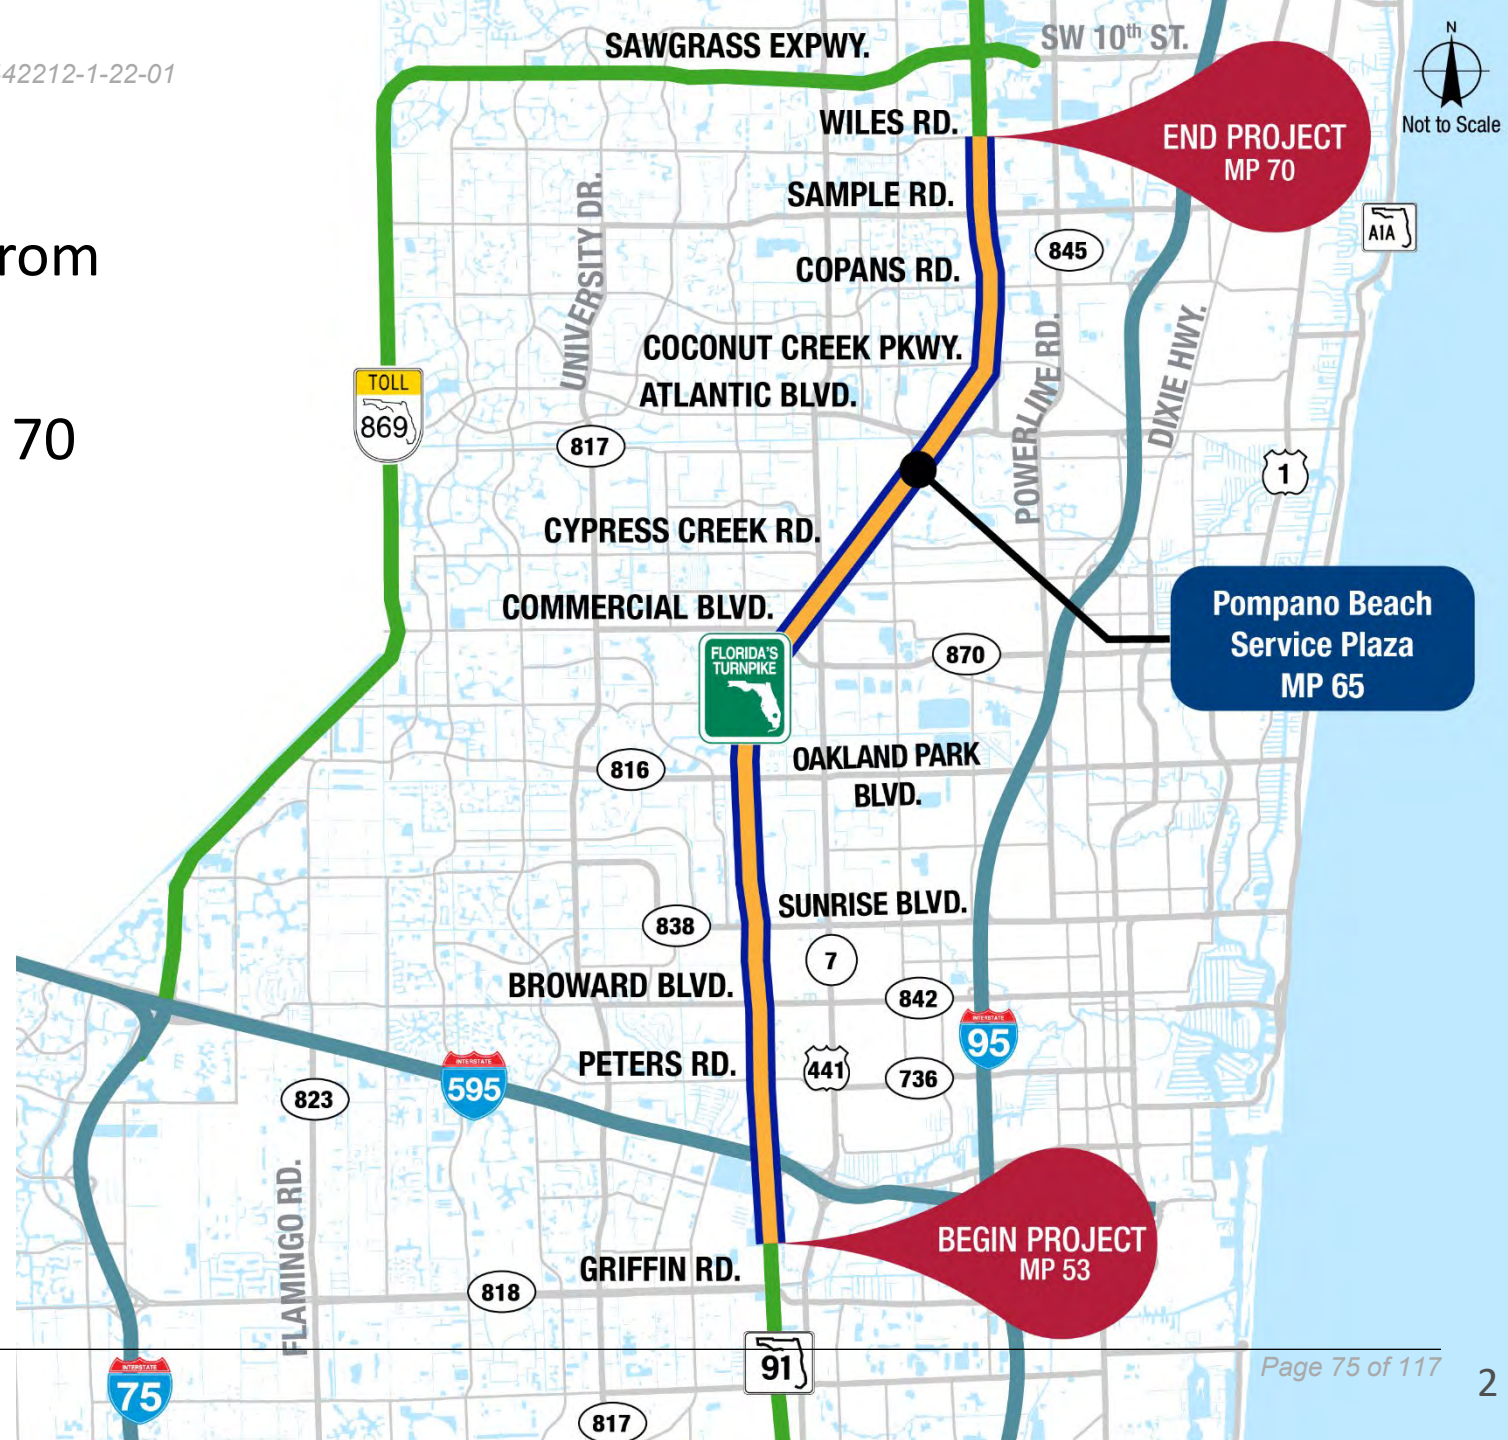 42212-1-22-01
rom
70
SAWGRASS EXPWY.
SW 10th ST.
N
Not to Scale
WILES RD.
END PROJECT
MP 70
SAMPLE RD.
UNIVERSITY DR.
A1A
845
COPANS RD.
COCONUT CREEK PKWY.
POWERLINE RD.
DIXIE HWY.
TOLL
869
ATLANTIC BLVD.
817
1
CYPRESS CREEK RD.
COMMERCIAL BLVD.
Pompano Beach
Service Plaza
MP 65
FLORIDA'S
TURNPIKE
870
816
OAKLAND PARK
BLVD.
SUNRISE BLVD.
838
7
BROWARD BLVD.
842
INTERSTATE
95
PETERS RD.
441
736
INTERSTATE
595
823
FLAMINGO RD.
BEGIN PROJECT
MP 53
GRIFFIN RD.
818
91
INTERSTATE
75
817
Page 75 of 117
2